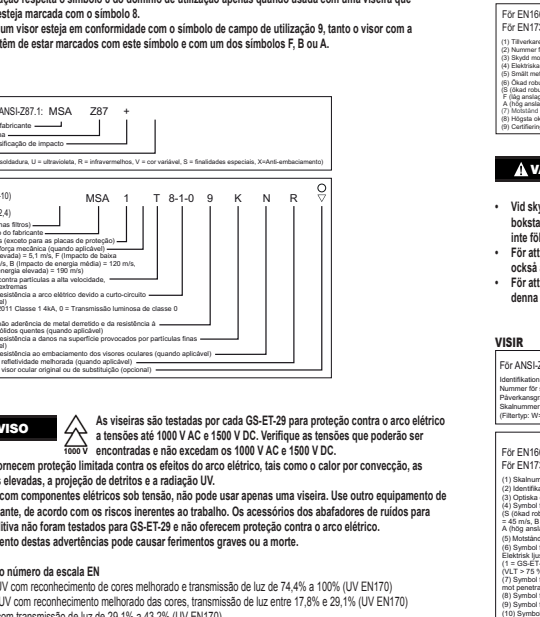 ação respeita o símbolo 8 do domínio de utilização apenas quando usada com uma viseira que
esteja marcada com o símbolo 8.
um visor esteja em conformidade com o símbolo de campo de utilização 9, tanto o visor com a
têm de estar marcados com este símbolo e com um dos símbolos F, B ou A.
ANSI-Z87.1: MSA Z87 +
fabricante
sificação de impacto
soldadura, U = ultravioleta, R = infravermelhos, V = cor variável, S = finalidades especiais, X=Anti-embaciamento)
=10)
2,4)
MSA 1 T 8-1-0 9 K N R
nas filtros)
do fabricante
s (exceto para as placas de proteção)
força mecânica (quando aplicável)
evada) = 5,1 m/s, F (Impacto de baixa
/s, B (Impacto de energia média) = 120 m/s,
energia elevada) = 190 m/s)
contra partículas a alta velocidade,
extremas
resistência a arco elétrico devido a curto-circuito
el)
2011 Classe 1 4kA, 0 = Transmissão luminosa de classe 0
não aderência de metal derretido e da resistência à
ólidos quentes (quando aplicável)
resistência a danos na superfície provocados por partículas finas
el)
resistência ao embaciamento dos visores oculares (quando aplicável)
refletividade melhorada (quando aplicável)
visor ocular original ou de substituição (opcional)
VISO
1000 V
As viseiras são testadas por cada GS-ET-29 para proteção contra o arco elétrico
a tensões até 1000 V AC e 1500 V DC. Verifique as tensões que poderão ser
encontradas e não excedam os 1000 V AC e 1500 V DC.
ornecem proteção limitada contra os efeitos do arco elétrico, tais como o calor por convecção, as
s elevadas, a projeção de detritos e a radiação UV.
com componentes elétricos sob tensão, não pode usar apenas uma viseira. Use outro equipamento de
ante, de acordo com os riscos inerentes ao trabalho. Os acessórios dos abafadores de ruídos para
itiva não foram testados para GS-ET-29 e não oferecem proteção contra o arco elétrico.
ento destas advertências pode causar ferimentos graves ou a morte.
o número da escala EN
UV com reconhecimento de cores melhorado e transmissão de luz de 74,4% a 100% (UV EN170)
UV com reconhecimento melhorado das cores, transmissão de luz entre 17,8% e 29,1% (UV EN170)
com transmissão de luz de 29,1% a 43,2% (UV EN170)
För EN16
För EN17
(1) Tillverkare
(2) Nummer f
(3) Skydd mo
(4) Elektriska
(5) Smält met
(6) Ökad robu
(S (ökad robu
F (låg anslag
A (hög anslag
(7) Motstånd
(8) Högsta ok
(9) Certifiering
VA
• Vid sky
boksta
inte föl
• För att
också
• För att
denna
VISIR
För ANSI-Z
Identifikation
Nummer för
Påverkansgr
Skalnummer
(Filtertyp: W=
För EN16
För EN17
(1) Skalnum
(2) Identifika
(3) Optiska
(4) Symbol f
(S (ökad rob
= 45 m/s, B
A (hög ansla
(5) Motstånd
(6) Symbol f
Elektrisk ljus
(1 = GS-ET-
(VLT > 75 %
(7) Symbol f
mot penetra
(8) Symbol f
(9) Symbol f
(10) Symbo